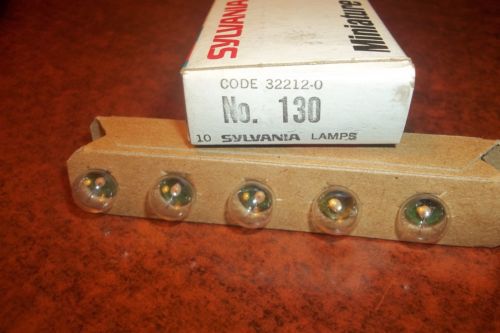 SYLVANIA
Miniature
CODE 32212-0
No. 130
10 SYLVANIA LAMPS